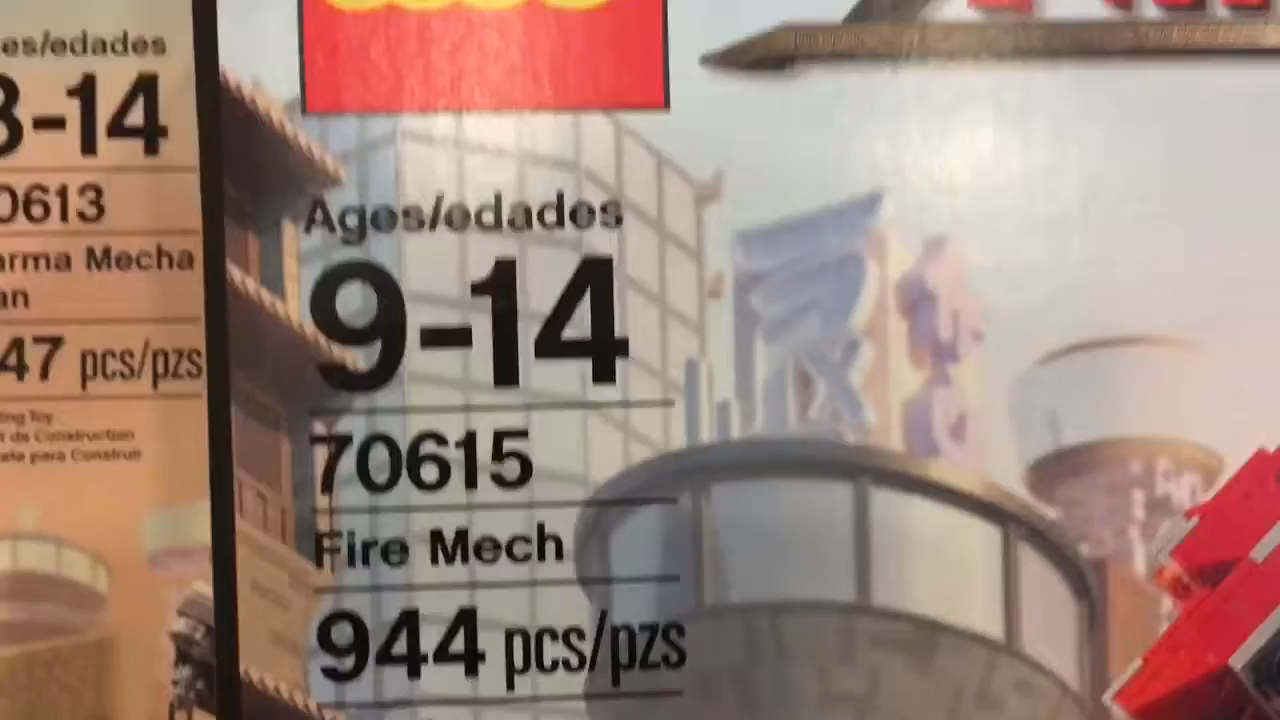 es/edades
8-14
0613
arma Mecha
an
47 pcs/pzs
Ages/edades
9-14
70615
Fire Mech
944 pcs/pzs